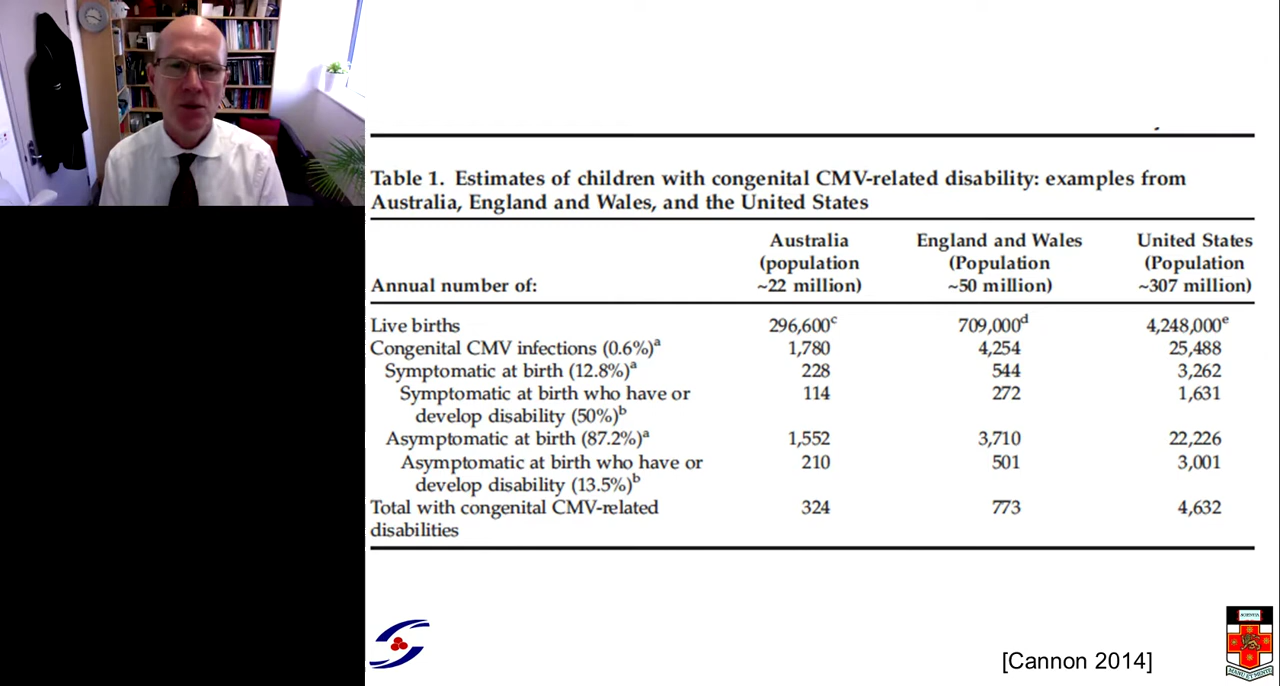 Table 1. Estimates of children with congenital CMV-related disability: examples from
Australia, England and Wales, and the United States
Annual number of: Australia (population ~22 million) England and Wales (Population ~50 million) United States (Population ~307 million)
Live births 296,600c 709,000d 4,248,000e
Congenital CMV infections (0.6%)a 1,780 4,254 25,488
Symptomatic at birth (12.8%)a 228 544 3,262
Symptomatic at birth who have or develop disability (50%)b 114 272 1,631
Asymptomatic at birth (87.2%)a 1,552 3,710 22,226
Asymptomatic at birth who have or develop disability (13.5%)b 210 501 3,001
Total with congenital CMV-related disabilities 324 773 4,632
[Cannon 2014]
SCIENTIA
MANU ET MENTE